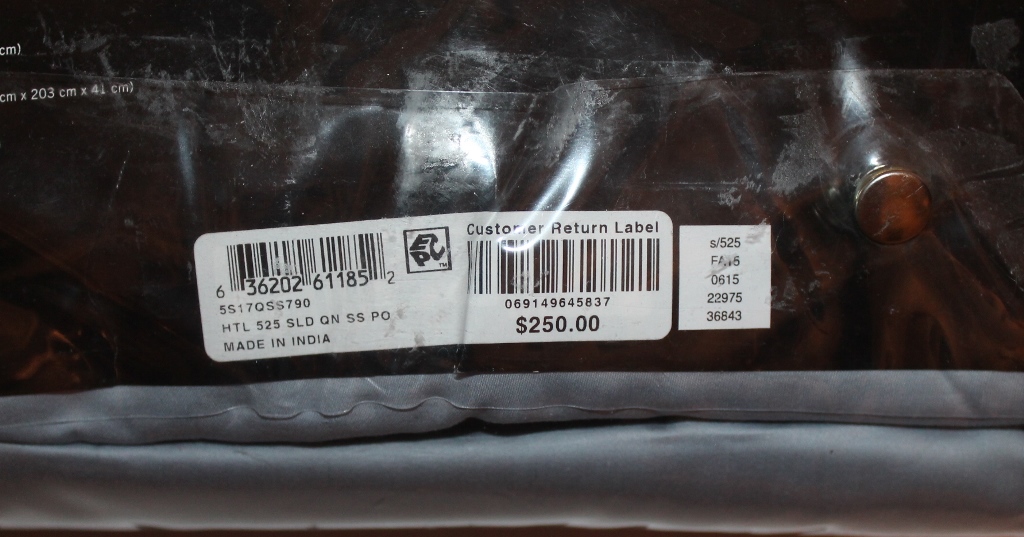 cm)
cm x 203 cm x 41 cm)
6 36202 61185 2
5S17QSS790
HTL 525 SLD QN SS PO
MADE IN INDIA
EPC
TM
Customer Return Label
069149645837
$250.00
s/525
FA15
0615
22975
36843